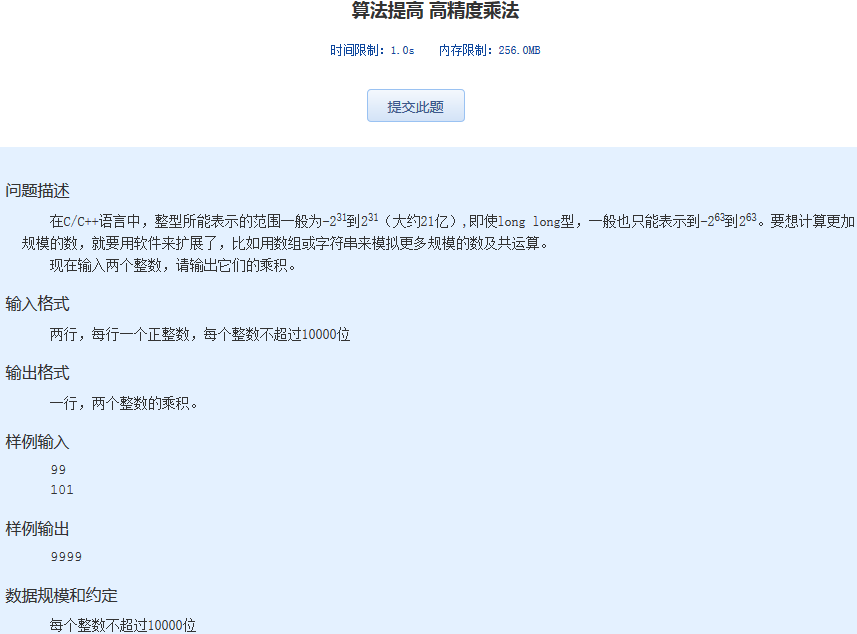 算法提高 高精度乘法
时间限制：1.0s 内存限制：256.0MB
提交此题
问题描述
在C/C++语言中，整型所能表示的范围一般为-2³¹到2³¹（大约21亿）,即使long long型，一般也只能表示到-2⁶³到2⁶³。要想计算更加
规模的数，就要用软件来扩展了，比如用数组或字符串来模拟更多规模的数及共运算。
现在输入两个整数，请输出它们的乘积。
输入格式
两行，每行一个正整数，每个整数不超过10000位
输出格式
一行，两个整数的乘积。
样例输入
99
101
样例输出
9999
数据规模和约定
每个整数不超过10000位